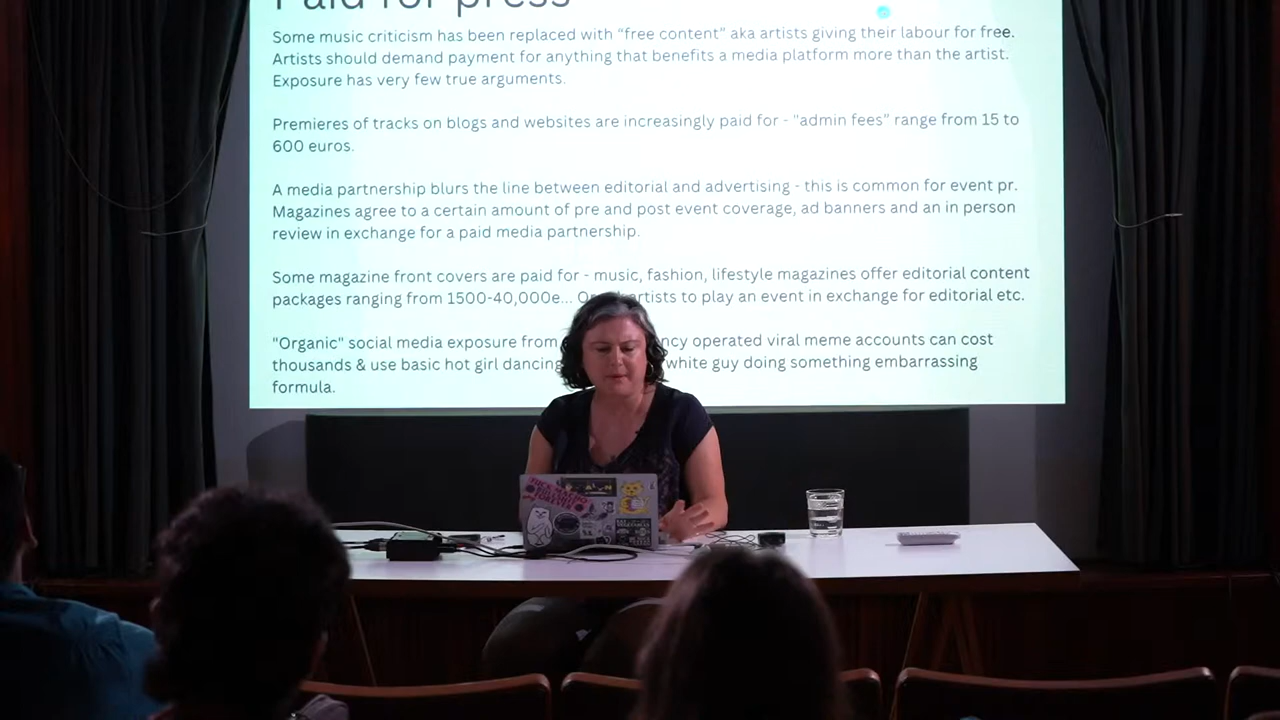 Paid for press
Some music criticism has been replaced with “free content” aka artists giving their labour for free.
Artists should demand payment for anything that benefits a media platform more than the artist.
Exposure has very few true arguments.
Premieres of tracks on blogs and websites are increasingly paid for - “admin fees” range from 15 to
600 euros.
A media partnership blurs the line between editorial and advertising - this is common for event pr.
Magazines agree to a certain amount of pre and post event coverage, ad banners and an in person
review in exchange for a paid media partnership.
Some magazine front covers are paid for - music, fashion, lifestyle magazines offer editorial content
packages ranging from 1500-40,000e... artists to play an event in exchange for editorial etc.
"Organic" social media exposure from operated viral meme accounts can cost
thousands & use basic hot girl dancing white guy doing something embarrassing
formula.